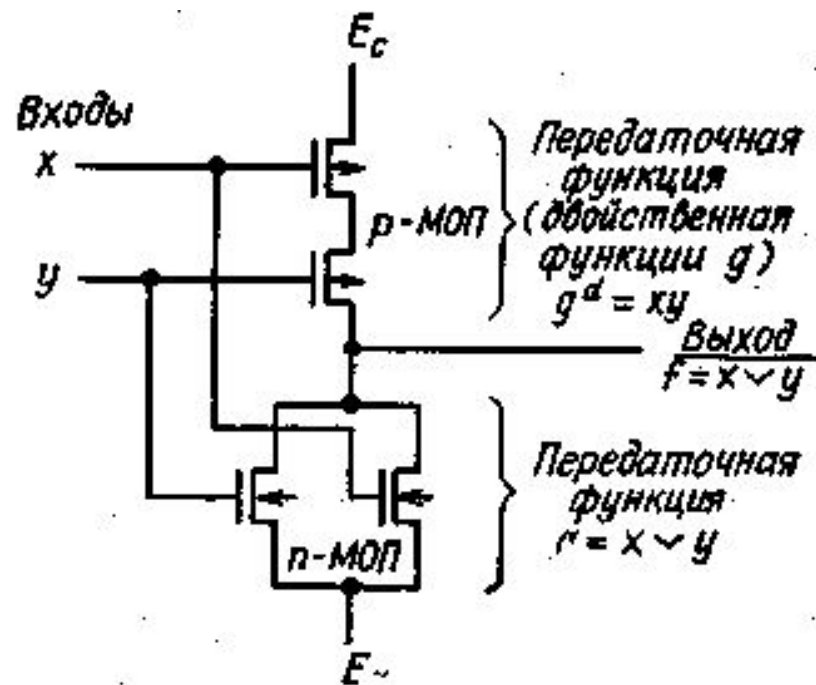 E_c
Входы
x
y
p-МОП
Передаточная
функция
(двойственная
функции g)
g^d = xy
Выход
f = x ∨ y
n-МОП
Передаточная
функция
= x ∨ y